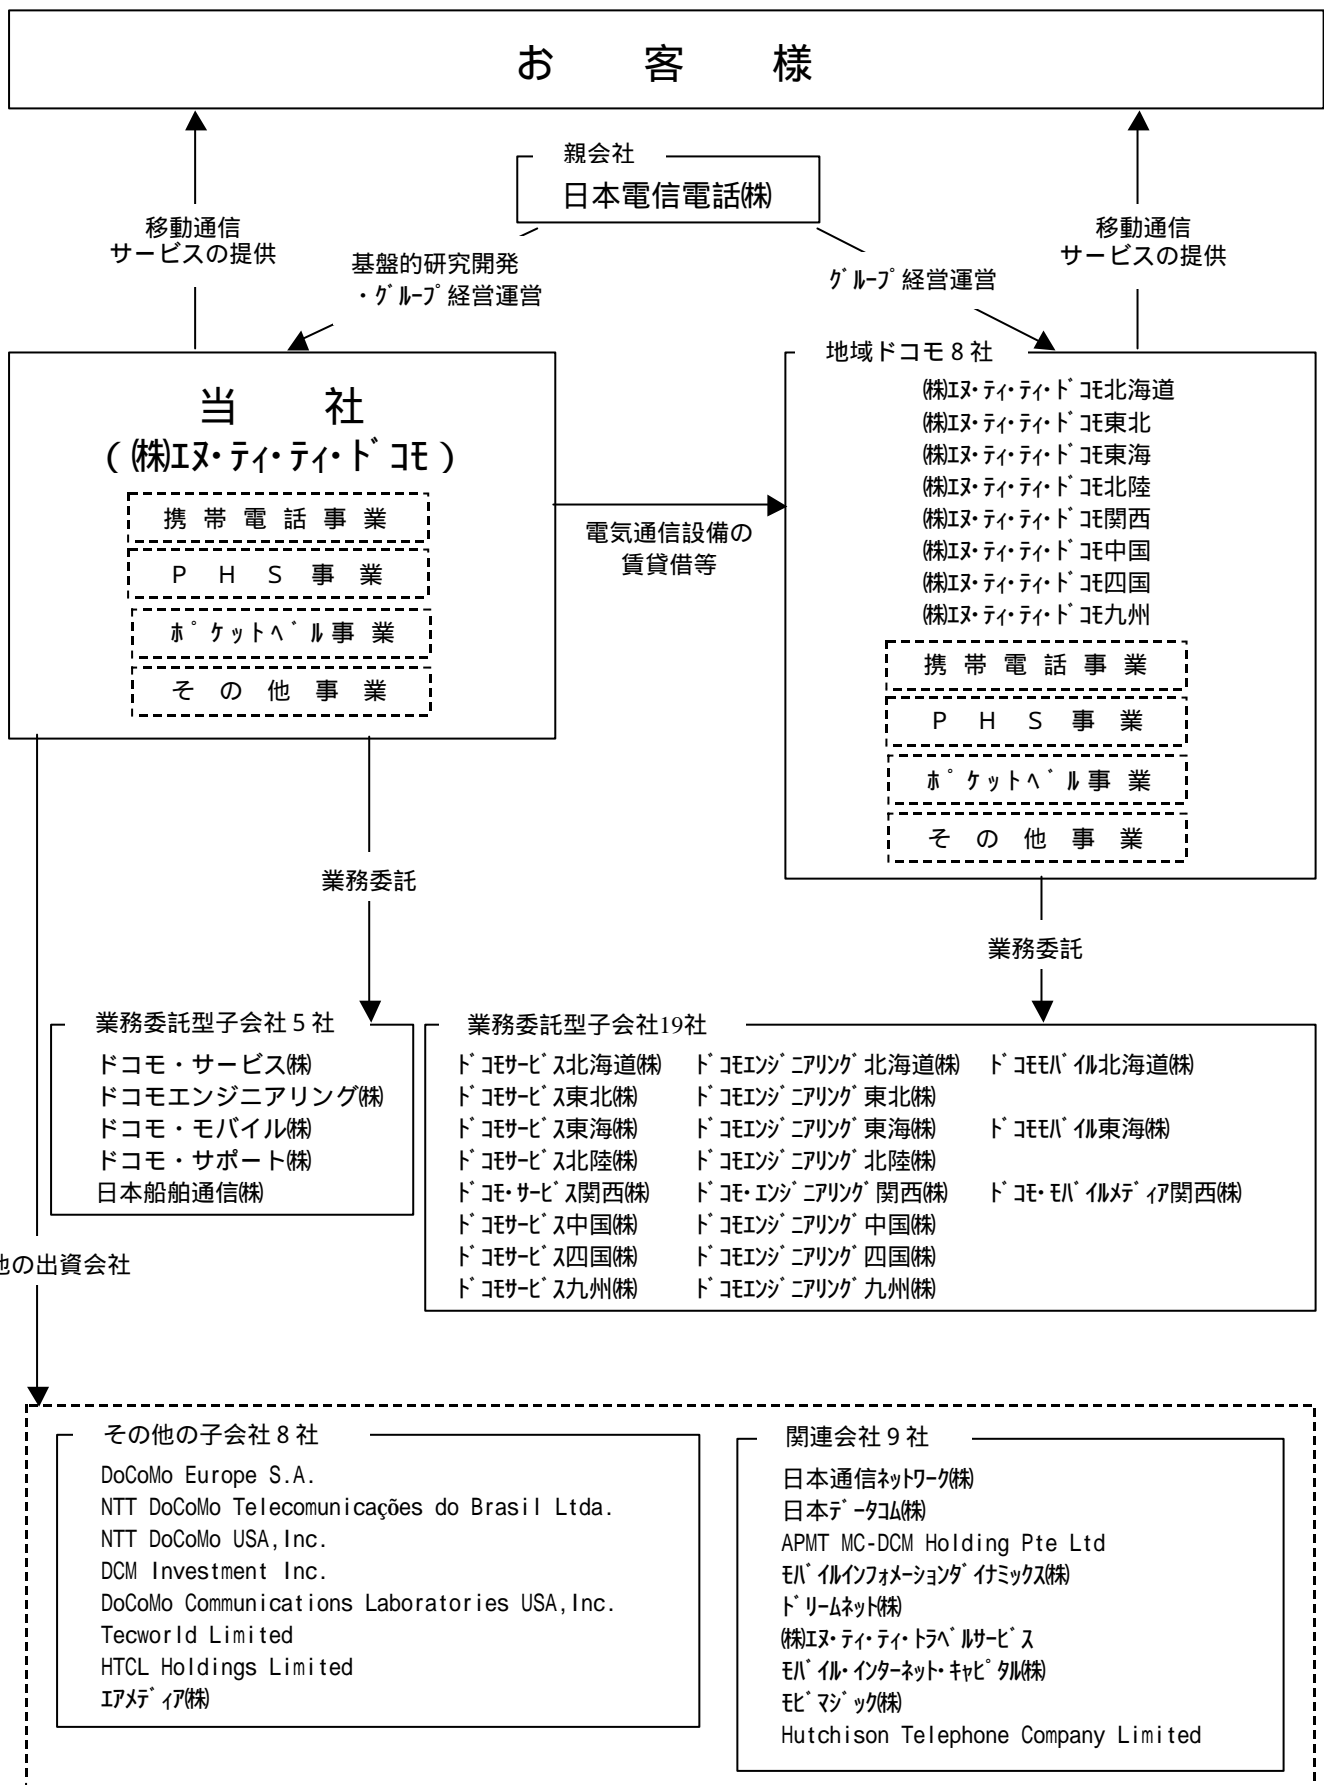 お客様
親会社
日本電信電話㈱
移動通信
サービスの提供
基盤的研究開発
・ｸﾞﾙｰﾌﾟ経営運営
ｸﾞﾙｰﾌﾟ経営運営
移動通信
サービスの提供
当社
(㈱ｴﾇ･ﾃｨ･ﾃｨ･ﾄﾞｺﾓ)
携帯電話事業
ＰＨＳ事業
ﾎﾟｹｯﾄﾍﾞﾙ事業
その他事業
電気通信設備の
賃貸借等
地域ドコモ８社
㈱ｴﾇ･ﾃｨ･ﾃｨ･ﾄﾞｺﾓ北海道
㈱ｴﾇ･ﾃｨ･ﾃｨ･ﾄﾞｺﾓ東北
㈱ｴﾇ･ﾃｨ･ﾃｨ･ﾄﾞｺﾓ東海
㈱ｴﾇ･ﾃｨ･ﾃｨ･ﾄﾞｺﾓ北陸
㈱ｴﾇ･ﾃｨ･ﾃｨ･ﾄﾞｺﾓ関西
㈱ｴﾇ･ﾃｨ･ﾃｨ･ﾄﾞｺﾓ中国
㈱ｴﾇ･ﾃｨ･ﾃｨ･ﾄﾞｺﾓ四国
㈱ｴﾇ･ﾃｨ･ﾃｨ･ﾄﾞｺﾓ九州
携帯電話事業
ＰＨＳ事業
ﾎﾟｹｯﾄﾍﾞﾙ事業
その他事業
業務委託
業務委託
業務委託型子会社５社
ドコモ・サービス㈱
ドコモエンジニアリング㈱
ドコモ・モバイル㈱
ドコモ・サポート㈱
日本船舶通信㈱
業務委託型子会社19社
ﾄﾞｺﾓｻｰﾋﾞｽ北海道㈱ ﾄﾞｺﾓｴﾝｼﾞﾆｱﾘﾝｸﾞ北海道㈱ ﾄﾞｺﾓﾓﾊﾞｲﾙ北海道㈱
ﾄﾞｺﾓｻｰﾋﾞｽ東北㈱ ﾄﾞｺﾓｴﾝｼﾞﾆｱﾘﾝｸﾞ東北㈱
ﾄﾞｺﾓｻｰﾋﾞｽ東海㈱ ﾄﾞｺﾓｴﾝｼﾞﾆｱﾘﾝｸﾞ東海㈱ ﾄﾞｺﾓﾓﾊﾞｲﾙ東海㈱
ﾄﾞｺﾓｻｰﾋﾞｽ北陸㈱ ﾄﾞｺﾓｴﾝｼﾞﾆｱﾘﾝｸﾞ北陸㈱
ﾄﾞｺﾓ･ｻｰﾋﾞｽ関西㈱ ﾄﾞｺﾓ･ｴﾝｼﾞﾆｱﾘﾝｸﾞ関西㈱ ﾄﾞｺﾓ･ﾓﾊﾞｲﾙﾒﾃﾞｨｱ関西㈱
ﾄﾞｺﾓｻｰﾋﾞｽ中国㈱ ﾄﾞｺﾓｴﾝｼﾞﾆｱﾘﾝｸﾞ中国㈱
ﾄﾞｺﾓｻｰﾋﾞｽ四国㈱ ﾄﾞｺﾓｴﾝｼﾞﾆｱﾘﾝｸﾞ四国㈱
ﾄﾞｺﾓｻｰﾋﾞｽ九州㈱ ﾄﾞｺﾓｴﾝｼﾞﾆｱﾘﾝｸﾞ九州㈱
他の出資会社
その他の子会社８社
DoCoMo Europe S.A.
NTT DoCoMo Telecomunicações do Brasil Ltda.
NTT DoCoMo USA,Inc.
DCM Investment Inc.
DoCoMo Communications Laboratories USA,Inc.
Tecworld Limited
HTCL Holdings Limited
ｴｱﾒﾃﾞｨｱ㈱
関連会社９社
日本通信ﾈｯﾄﾜｰｸ㈱
日本ﾃﾞｰﾀｺﾑ㈱
APMT MC-DCM Holding Pte Ltd
ﾓﾊﾞｲﾙｲﾝﾌｫﾒｰｼｮﾝﾀﾞｲﾅﾐｯｸｽ㈱
ﾄﾞﾘｰﾑﾈｯﾄ㈱
㈱ｴﾇ･ﾃｨ･ﾃｨ･ﾄﾗﾍﾞﾙｻｰﾋﾞｽ
ﾓﾊﾞｲﾙ･ｲﾝﾀｰﾈｯﾄ･ｷｬﾋﾟﾀﾙ㈱
ﾓﾋﾞﾏｼﾞｯｸ㈱
Hutchison Telephone Company Limited